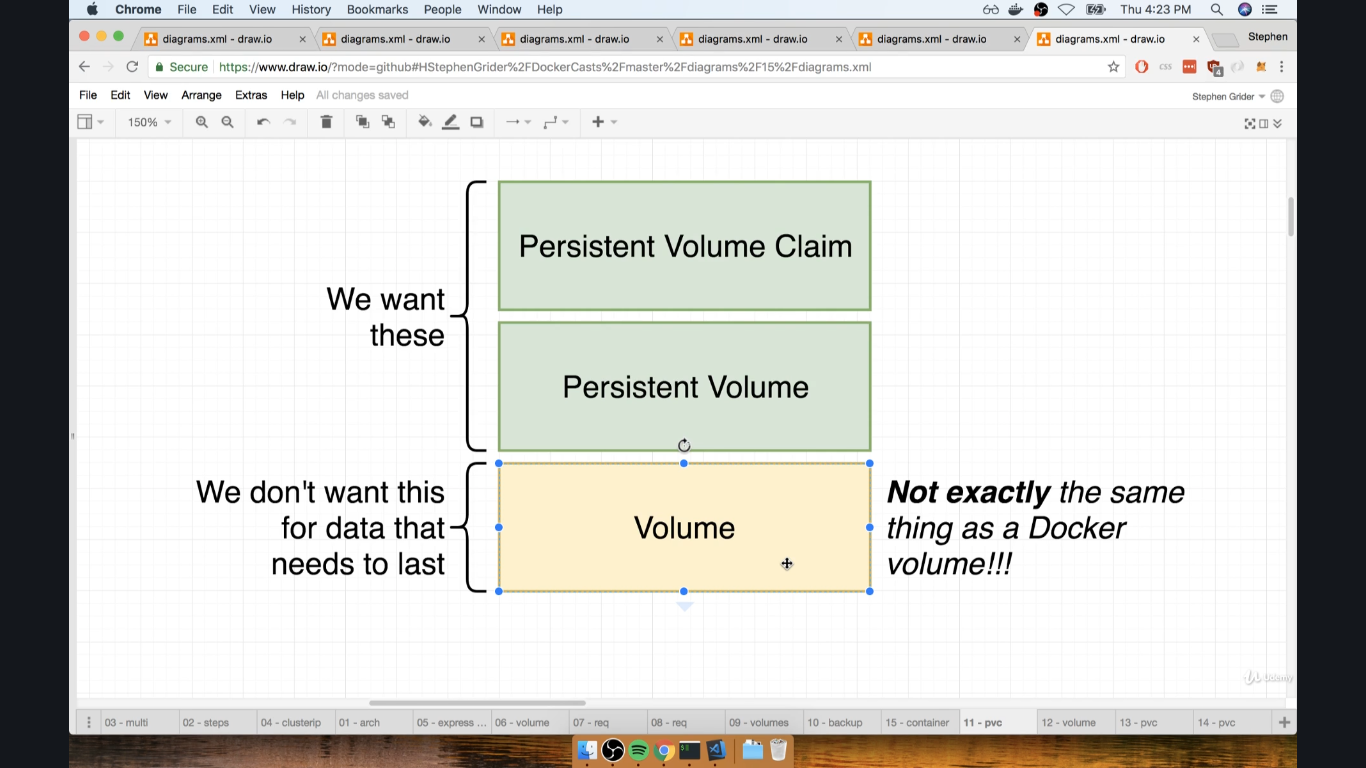 Chrome File Edit View History Bookmarks People Window Help Thu 4:23 PM
diagrams.xml - draw.io diagrams.xml - draw.io diagrams.xml - draw.io diagrams.xml - draw.io diagrams.xml - draw.io diagrams.xml - draw.io Stephen
Secure https://www.draw.io/?mode=github#HStephenGrider%2FDockerCasts%2Fmaster%2Fdiagrams%2F15%2Fdiagrams.xml
File Edit View Arrange Extras Help All changes saved Stephen Grider
150%
Persistent Volume Claim
We want
these
Persistent Volume
We don't want this
for data that
needs to last
Volume
Not exactly the same
thing as a Docker
volume!!!
Udemy
03 - multi 02 - steps 04 - clusterip 01 - arch 05 - express ... 06 - volume 07 - req 08 - req 09 - volumes 10 - backup 15 - container 11 - pvc 12 - volume 13 - pvc 14 - pvc